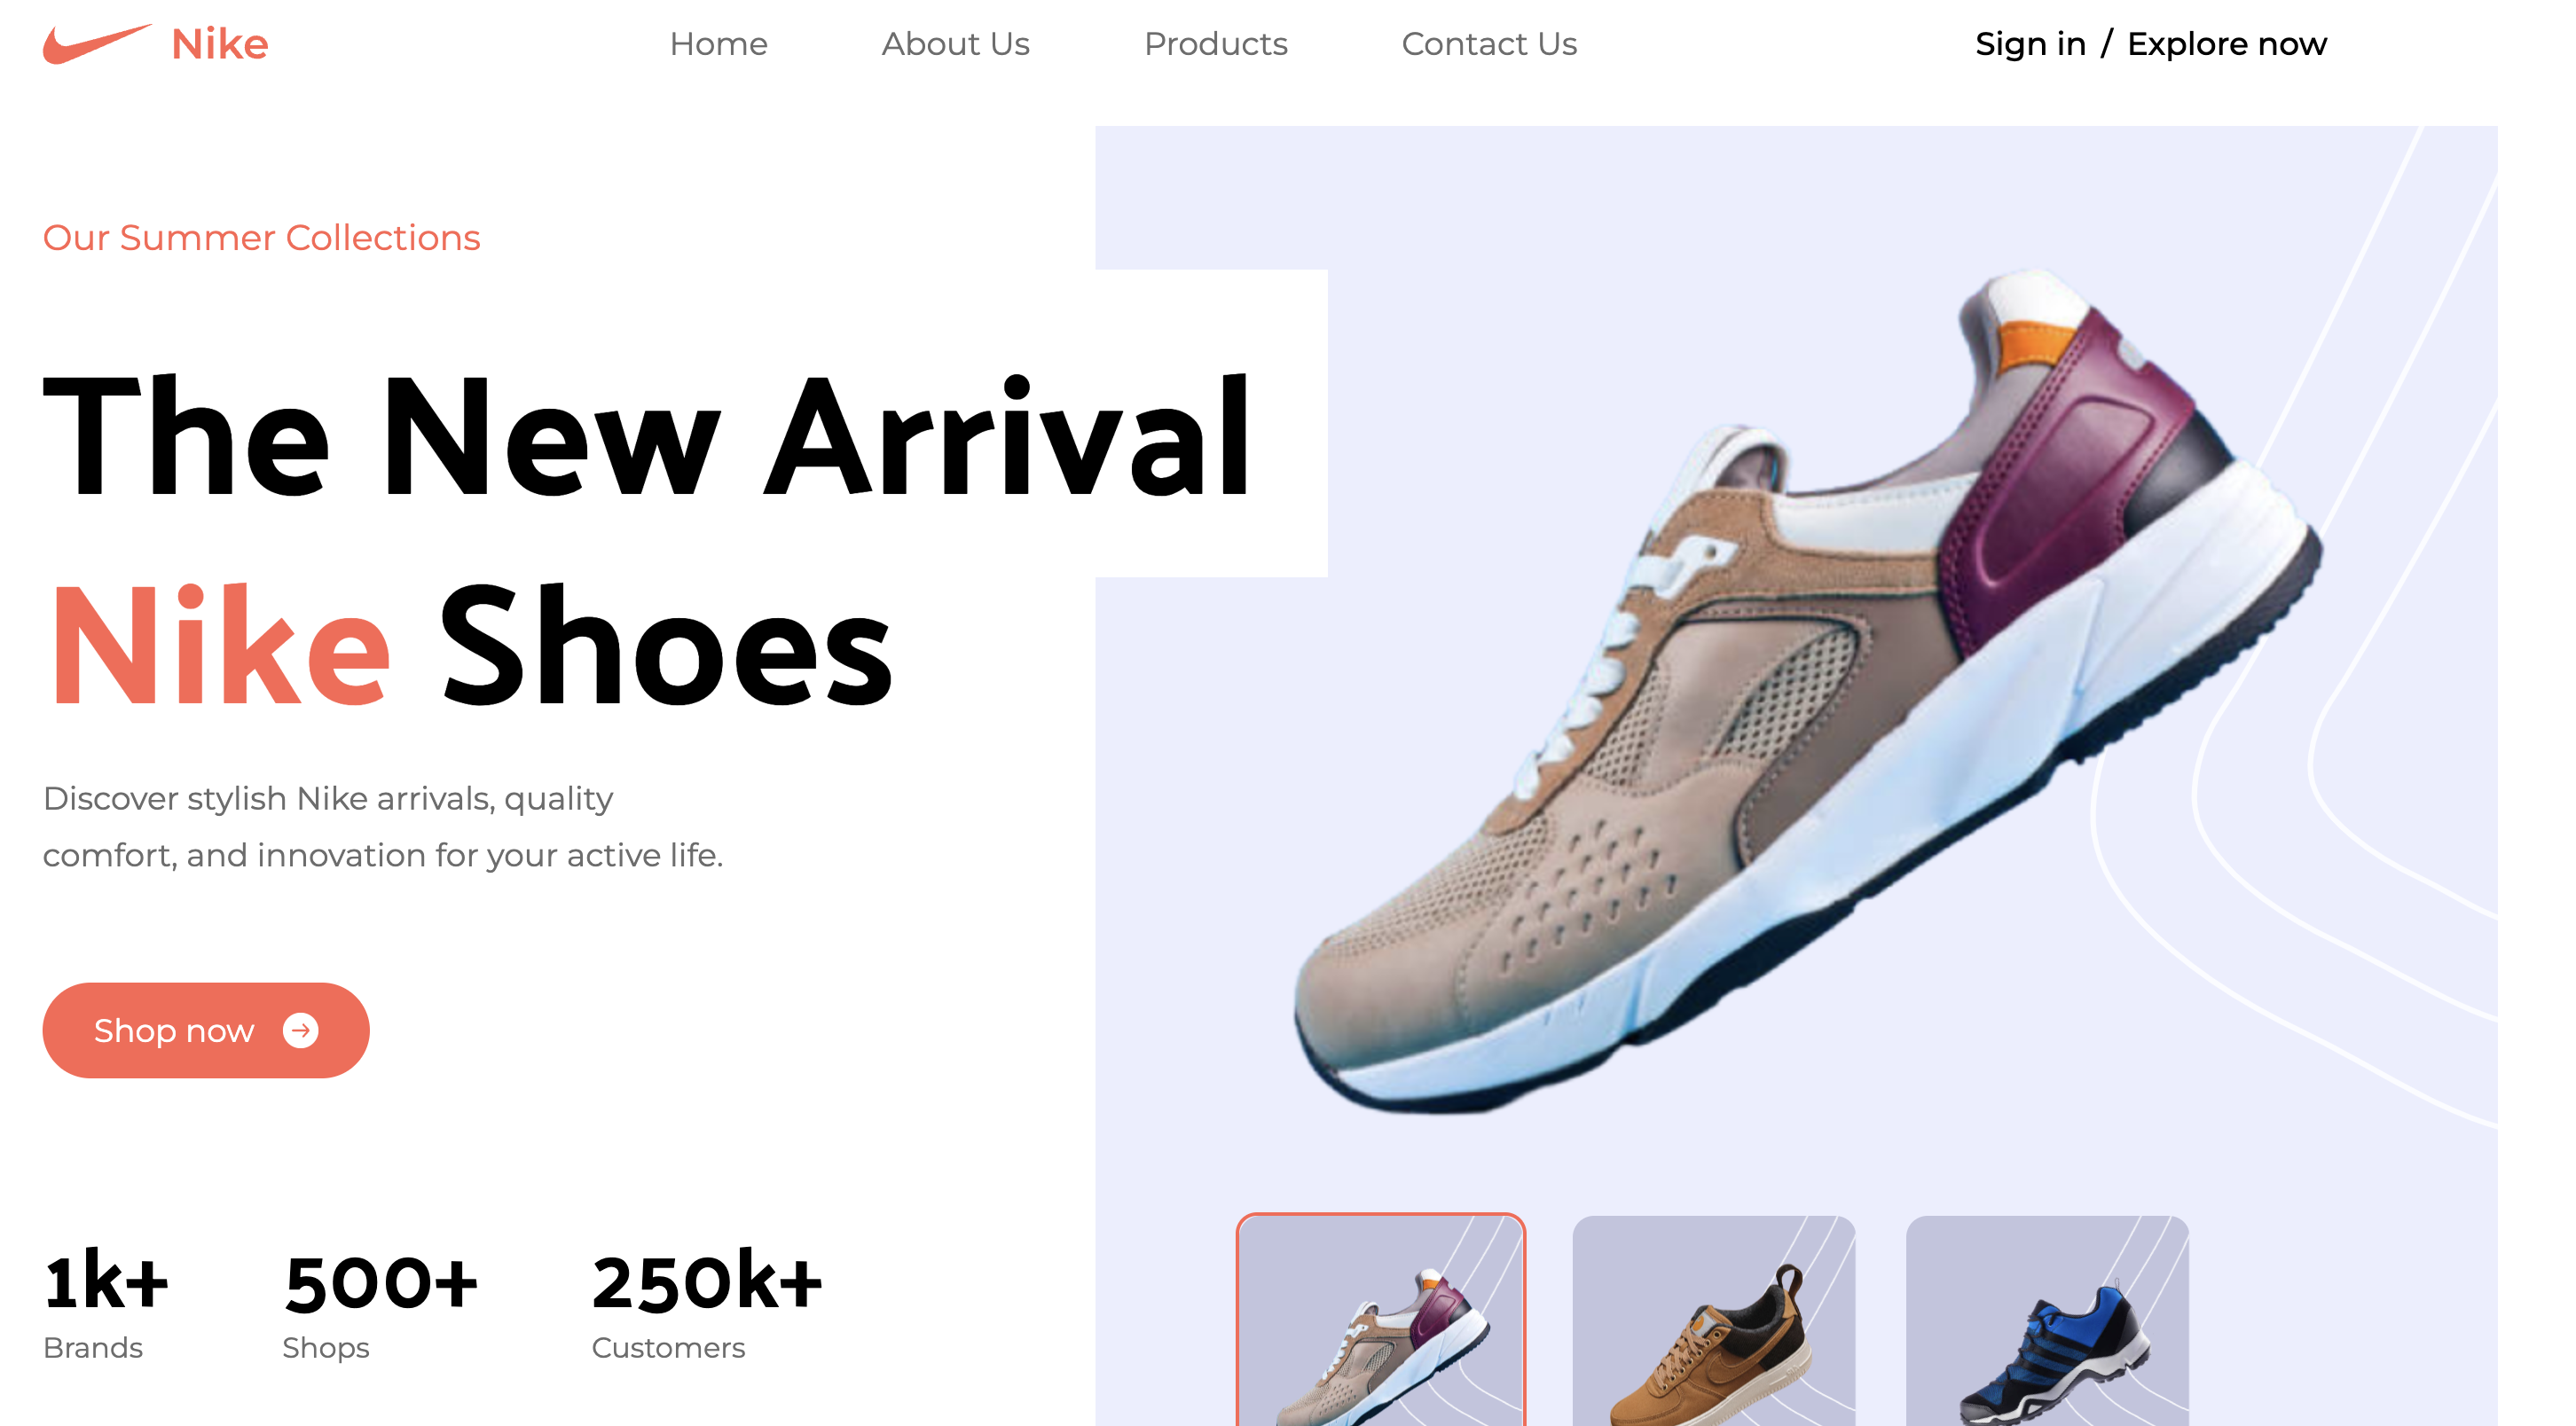 Nike
Home
About Us
Products
Contact Us
Sign in / Explore now
Our Summer Collections
The New Arrival
Nike Shoes
Discover stylish Nike arrivals, quality
comfort, and innovation for your active life.
Shop now
1k+
Brands
500+
Shops
250k+
Customers